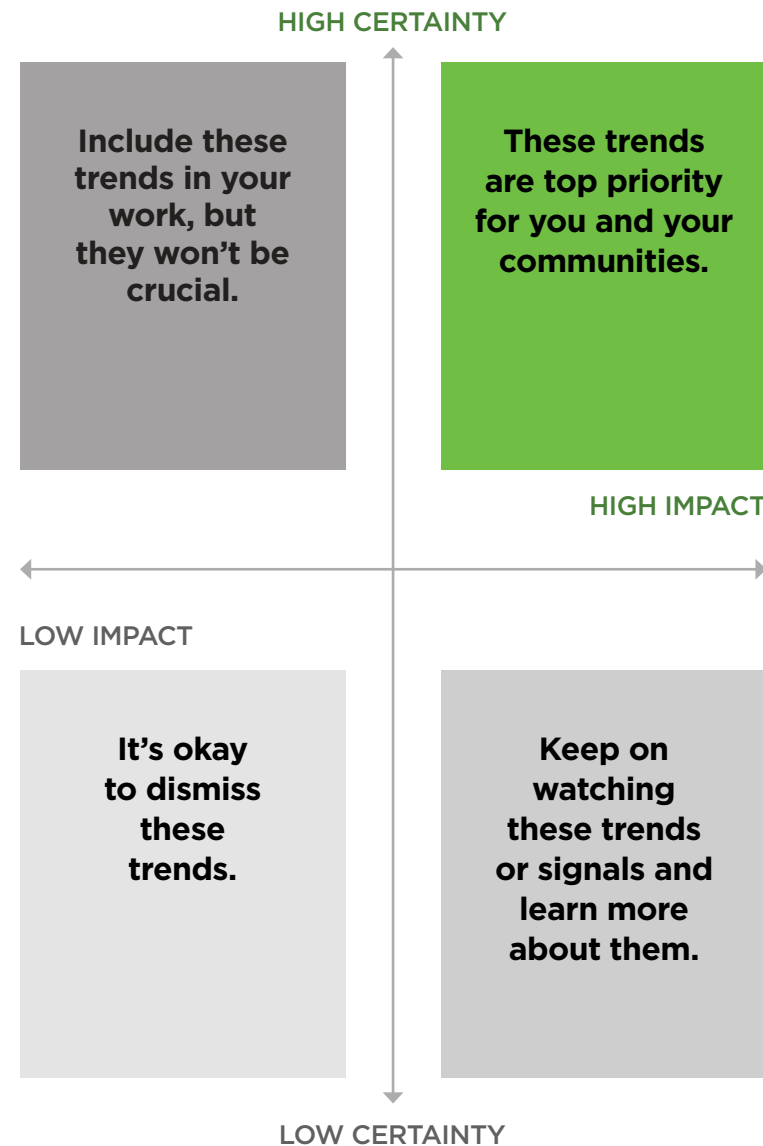 HIGH CERTAINTY
Include these
trends in your
work, but
they won’t be
crucial.
These trends
are top priority
for you and your
communities.
HIGH IMPACT
LOW IMPACT
It’s okay
to dismiss
these
trends.
Keep on
watching
these trends
or signals and
learn more
about them.
LOW CERTAINTY